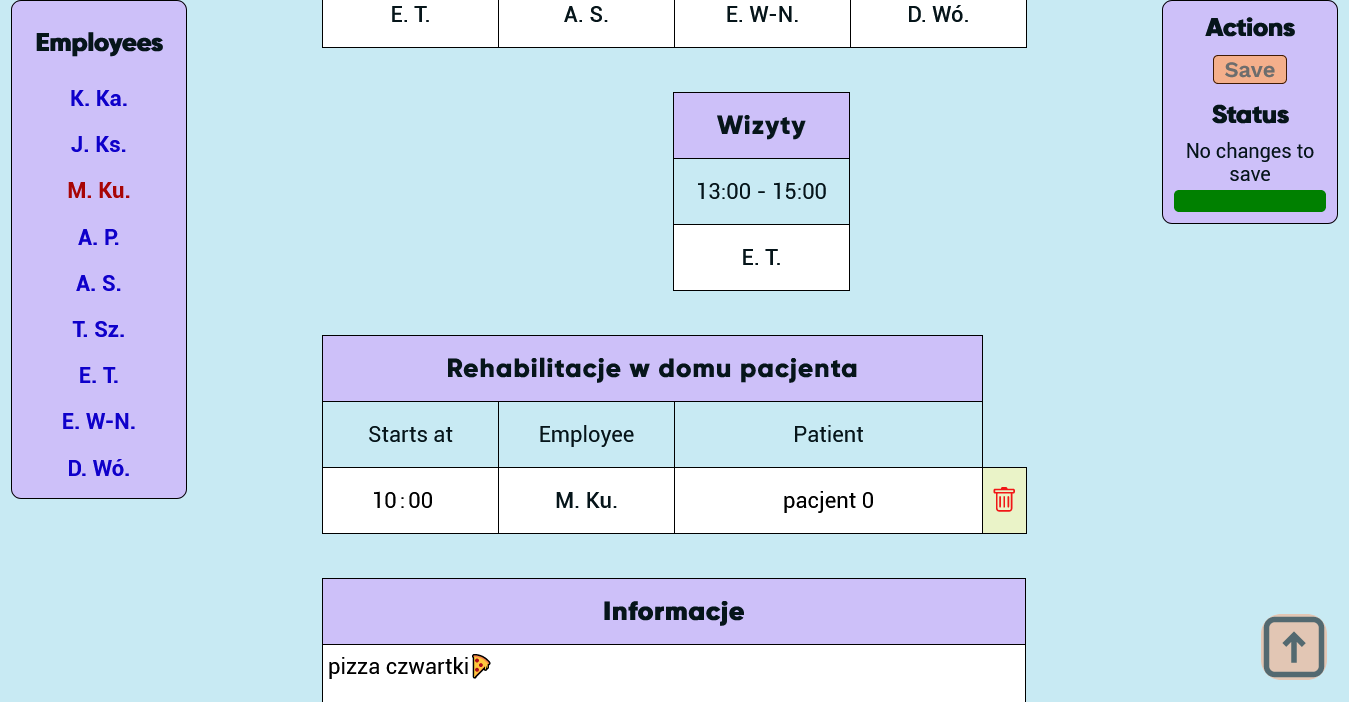 Employees
K. Ka.
J. Ks.
M. Ku.
A. P.
A. S.
T. Sz.
E. T.
E. W-N.
D. Wó.
E. T. A. S. E. W-N. D. Wó.
Wizyty
13:00 - 15:00
E. T.
Rehabilitacje w domu pacjenta
Starts at Employee Patient
10:00 M. Ku. pacjent 0
Informacje
pizza czwartki🍕
Actions
Save
Status
No changes to
save